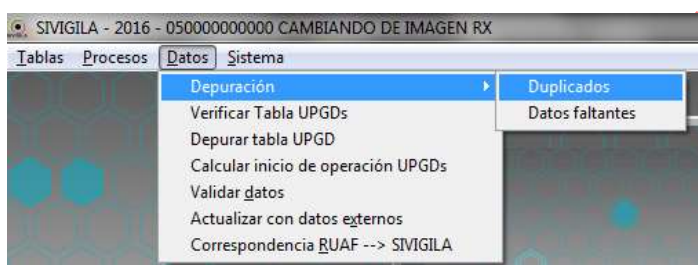 SIVIGILA - 2016 - 050000000000 CAMBIANDO DE IMAGEN RX
Tablas Procesos Datos Sistema
Depuración Duplicados
Verificar Tabla UPGDs Datos faltantes
Depurar tabla UPGD
Calcular inicio de operación UPGDs
Validar datos
Actualizar con datos externos
Correspondencia RUAF --> SIVIGILA